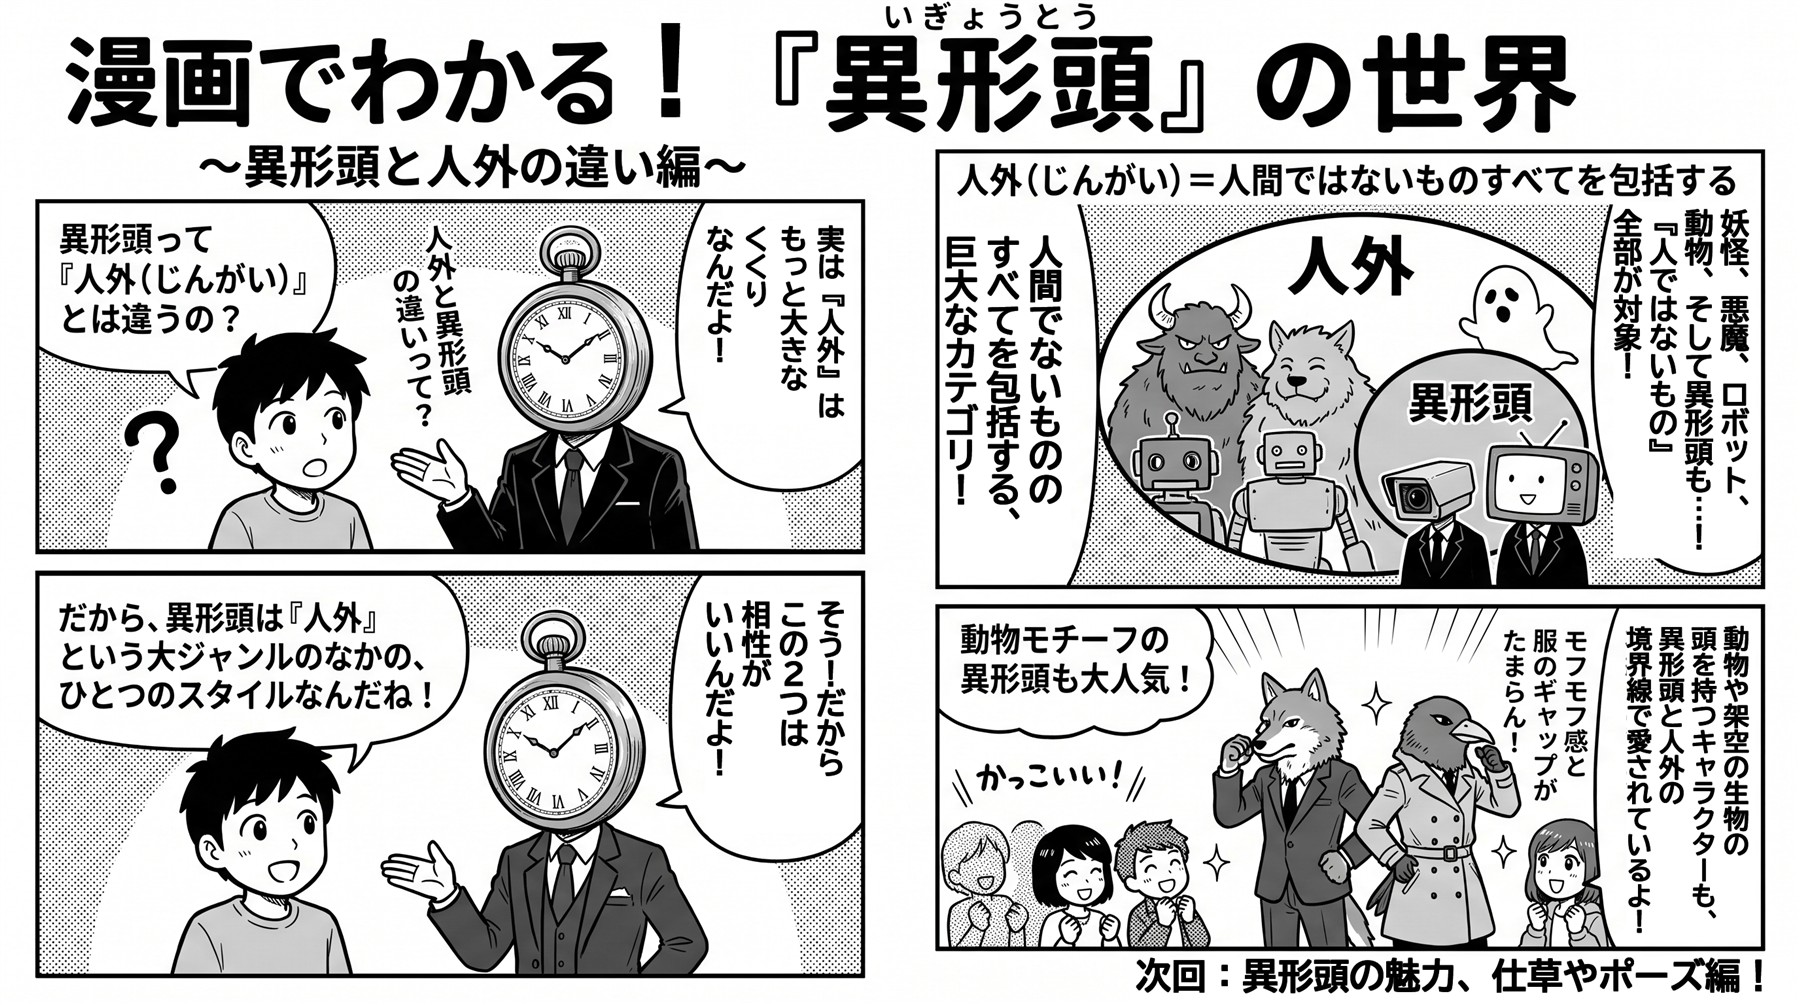 いぎょうとう
漫画でわかる！『異形頭』の世界
～異形頭と人外の違い編～
異形頭って
『人外（じんがい）』
とは違うの？
？
人外と異形頭
の違いって？
実は『人外』は
もっと大きな
くくり
なんだよ！
XII
I
III
IIII
V
VI
VII
VIII
IX
X
XI
人外（じんがい）＝人間ではないものすべてを包括する
妖怪、悪魔、ロボット、
動物、そして異形頭も…！
『人ではないもの』
全部が対象！
人外
異形頭
人間でないものの
すべてを包括する、
巨大なカテゴリ！
だから、異形頭は『人外』
という大ジャンルのなかの、
ひとつのスタイルなんだね！
そう！だから
この2つは
相性が
いいんだよ！
動物モチーフの
異形頭も大人気！
かっこいい！
モフモフ感と
服のギャップが
たまらん！
動物や架空の生物の
頭を持つキャラクターも、
異形頭と人外の
境界線で愛されているよ！
次回：異形頭の魅力、仕草やポーズ編！